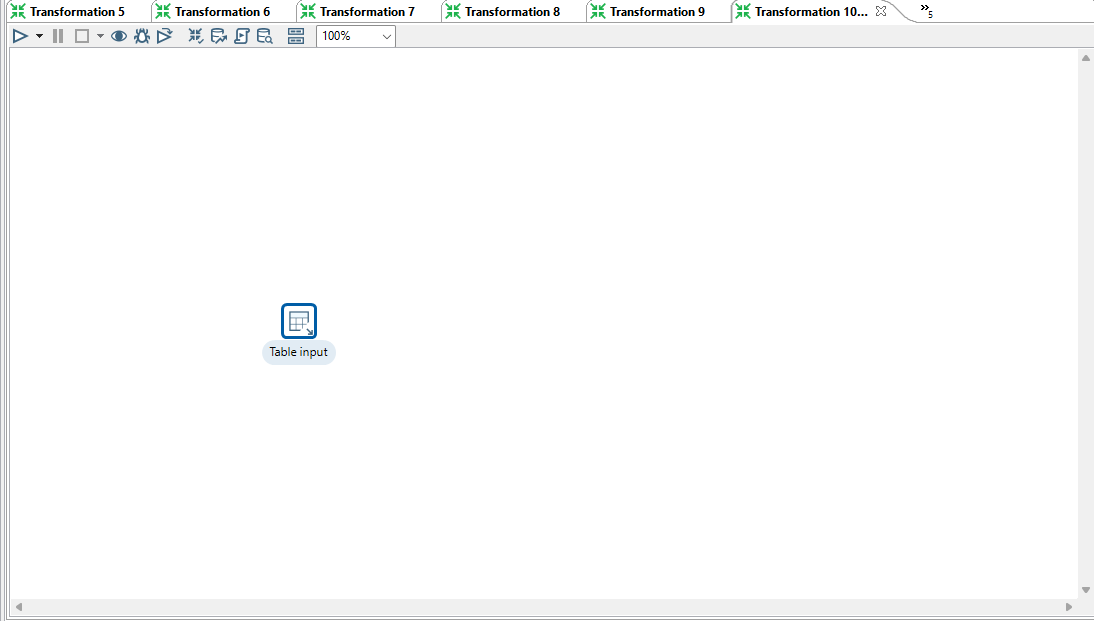 Transformation 5 Transformation 6 Transformation 7 Transformation 8 Transformation 9 Transformation 10... » 5
100%
Table input